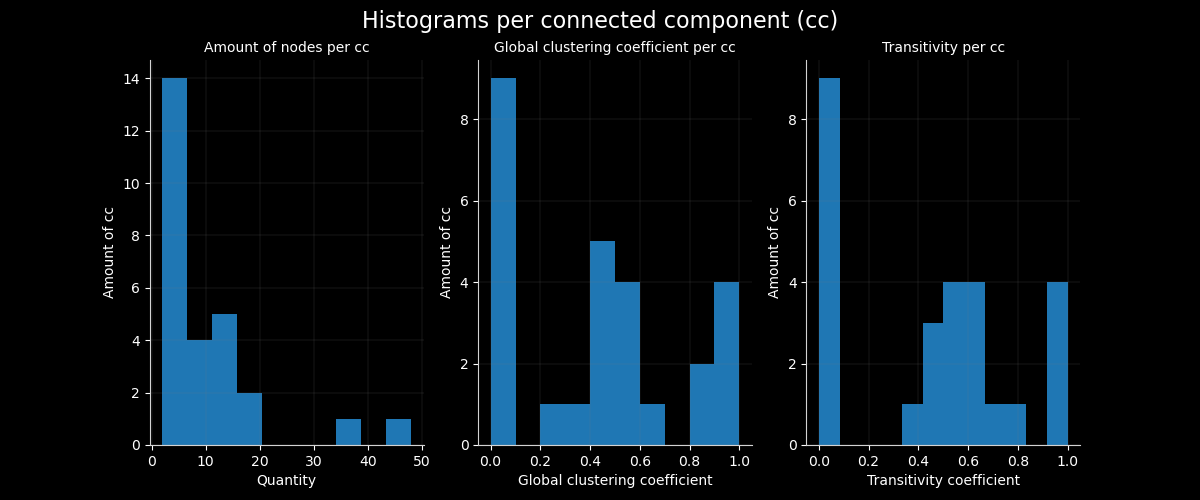 Histograms per connected component (cc)
Amount of nodes per cc
Global clustering coefficient per cc
Transitivity per cc
Amount of cc
14
12
10
8
6
4
2
0
0 10 20 30 40 50
Quantity
Amount of cc
8
6
4
2
0
0.0 0.2 0.4 0.6 0.8 1.0
Global clustering coefficient
Amount of cc
8
6
4
2
0
0.0 0.2 0.4 0.6 0.8 1.0
Transitivity coefficient